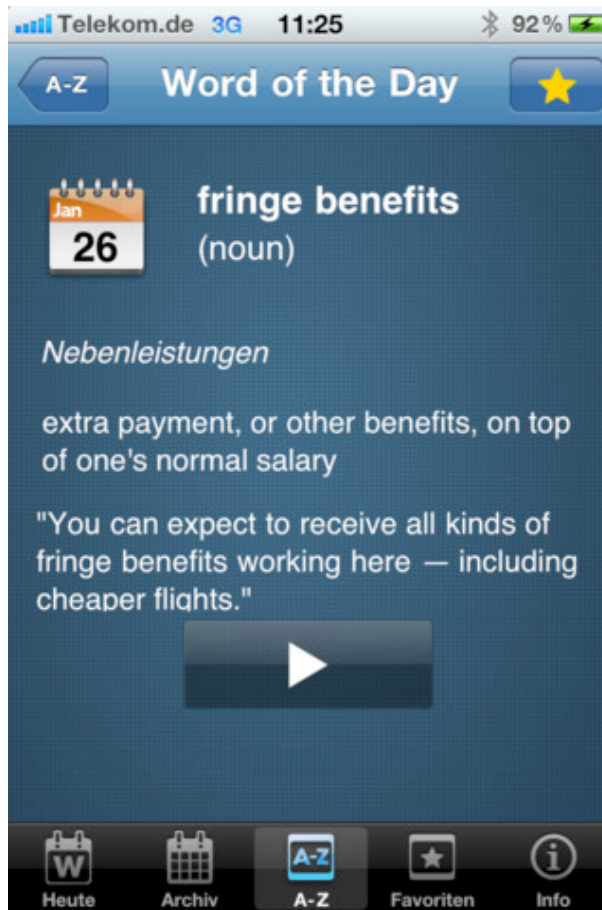 Telekom.de 3G 11:25 92%
A-Z Word of the Day
Jan
26
fringe benefits
(noun)
Nebenleistungen
extra payment, or other benefits, on top
of one's normal salary
"You can expect to receive all kinds of
fringe benefits working here — including
cheaper flights."
W A-Z
Heute Archiv A-Z Favoriten Info